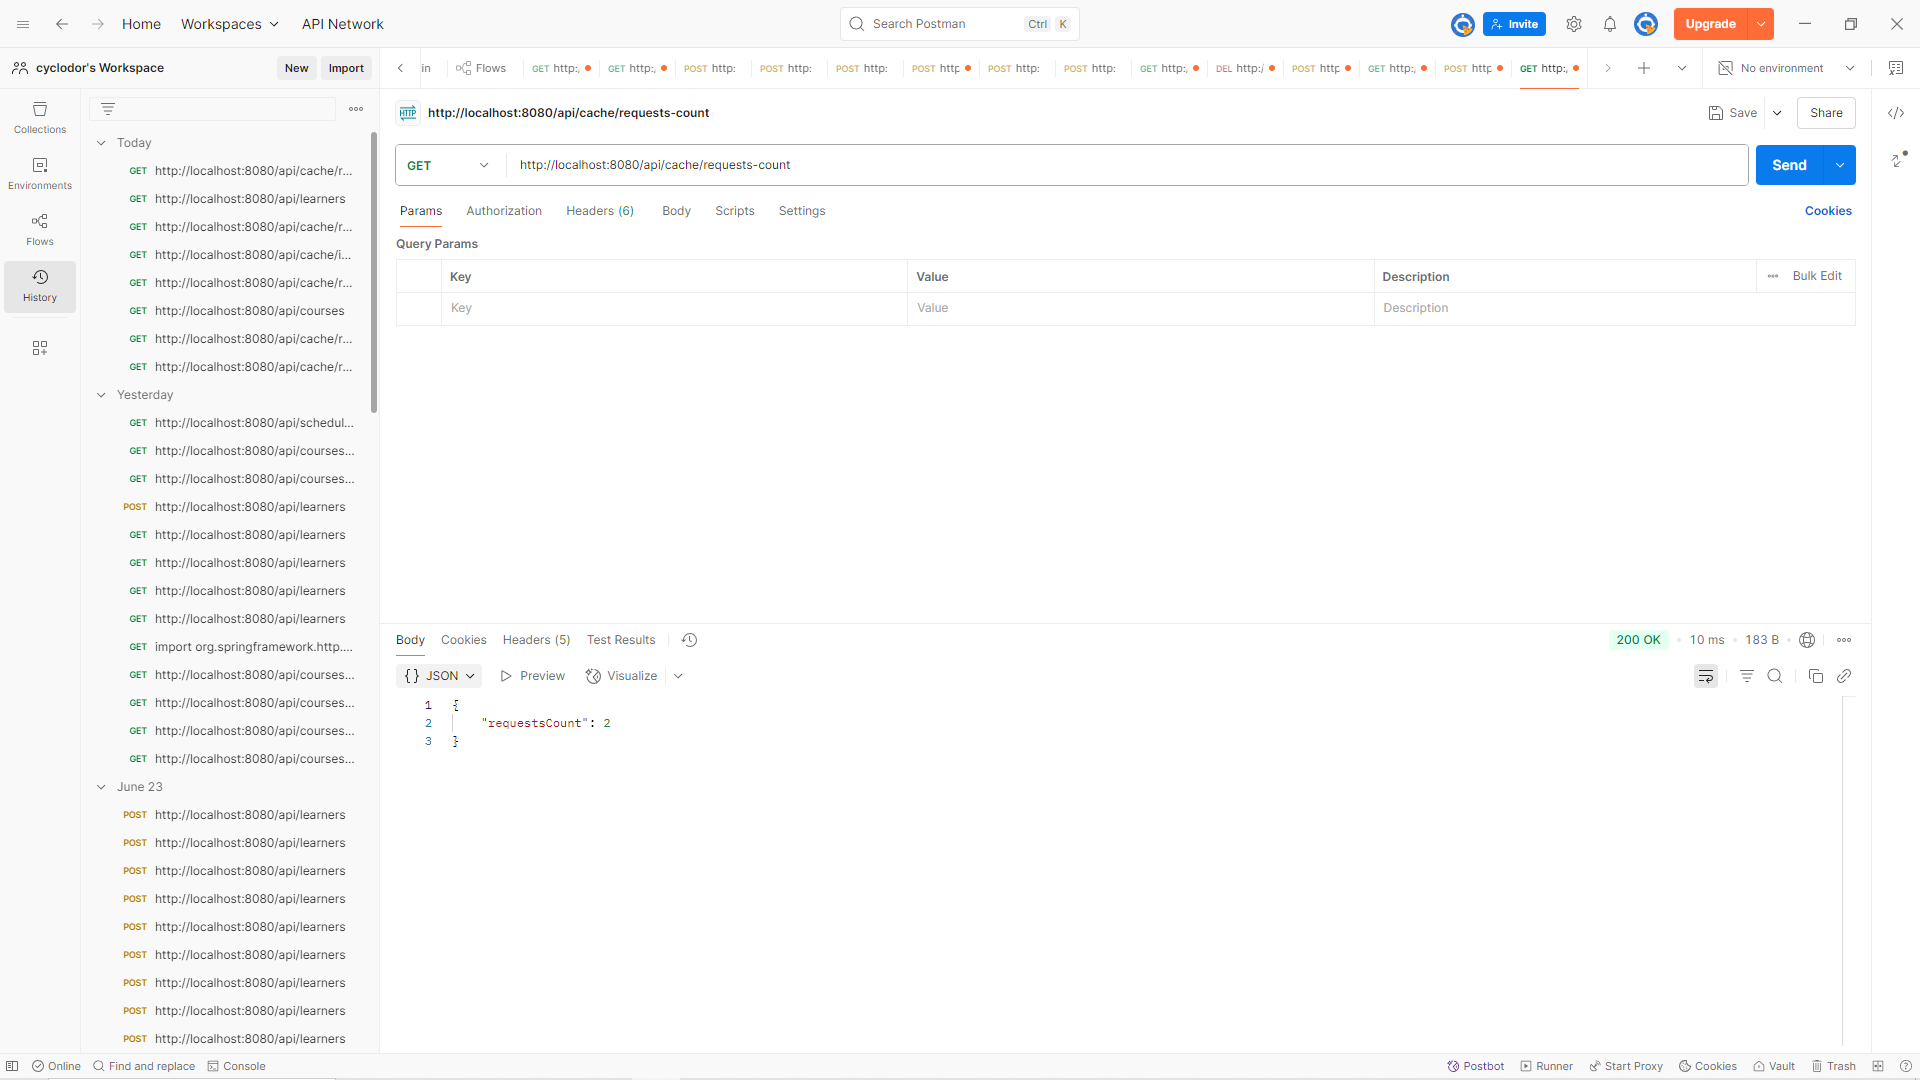 Home Workspaces API Network Search Postman Ctrl K Invite Upgrade
cyclodor's Workspace New Import in Flows GET http:, GET http:, POST http: POST http: POST http: POST http POST http: POST http: GET http:, DEL http:/ POST http GET http:, POST http GET http:, No environment
Collections
Environments
Flows
History
Today
GET http://localhost:8080/api/cache/r...
GET http://localhost:8080/api/learners
GET http://localhost:8080/api/cache/r...
GET http://localhost:8080/api/cache/i...
GET http://localhost:8080/api/cache/r...
GET http://localhost:8080/api/courses
GET http://localhost:8080/api/cache/r...
GET http://localhost:8080/api/cache/r...
Yesterday
GET http://localhost:8080/api/schedul...
GET http://localhost:8080/api/courses...
GET http://localhost:8080/api/courses...
POST http://localhost:8080/api/learners
GET http://localhost:8080/api/learners
GET http://localhost:8080/api/learners
GET http://localhost:8080/api/learners
GET http://localhost:8080/api/learners
GET import org.springframework.http....
GET http://localhost:8080/api/courses...
GET http://localhost:8080/api/courses...
GET http://localhost:8080/api/courses...
GET http://localhost:8080/api/courses...
June 23
POST http://localhost:8080/api/learners
POST http://localhost:8080/api/learners
POST http://localhost:8080/api/learners
POST http://localhost:8080/api/learners
POST http://localhost:8080/api/learners
POST http://localhost:8080/api/learners
POST http://localhost:8080/api/learners
POST http://localhost:8080/api/learners
POST http://localhost:8080/api/learners
HTTP http://localhost:8080/api/cache/requests-count Save Share
GET http://localhost:8080/api/cache/requests-count Send
Params Authorization Headers (6) Body Scripts Settings Cookies
Query Params
Key Value Description Bulk Edit
Key Value Description
Body Cookies Headers (5) Test Results 200 OK 10 ms 183 B
{} JSON Preview Visualize
1 {
2 "requestsCount": 2
3 }
Online Find and replace Console Postbot Runner Start Proxy Cookies Vault Trash